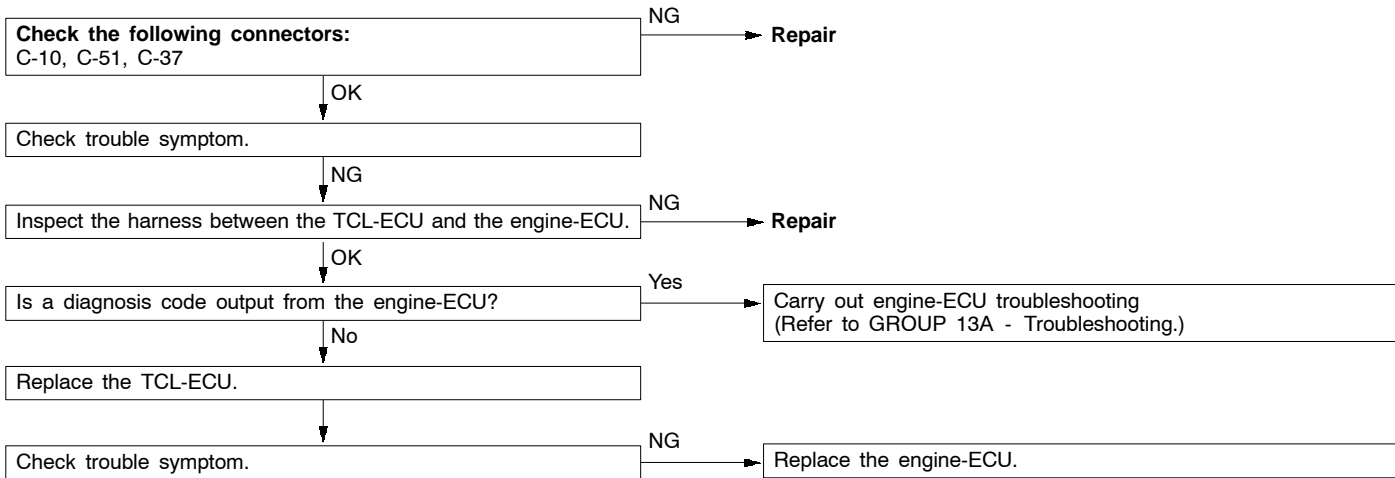 NG
Check the following connectors:
C-10, C-51, C-37
Repair
OK
Check trouble symptom.
NG
Inspect the harness between the TCL-ECU and the engine-ECU.
NG
Repair
OK
Is a diagnosis code output from the engine-ECU?
Yes
Carry out engine-ECU troubleshooting
(Refer to GROUP 13A - Troubleshooting.)
No
Replace the TCL-ECU.
Check trouble symptom.
NG
Replace the engine-ECU.